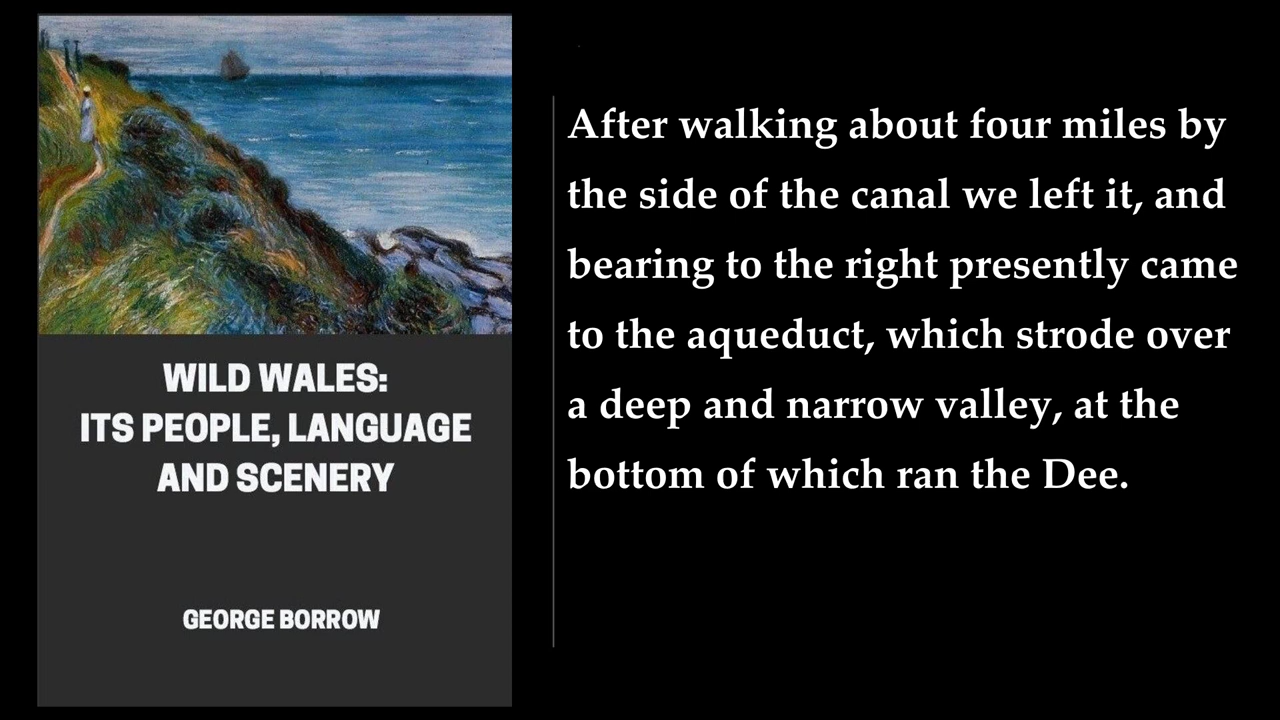 WILD WALES:
ITS PEOPLE, LANGUAGE
AND SCENERY
GEORGE BORROW
After walking about four miles by
the side of the canal we left it, and
bearing to the right presently came
to the aqueduct, which strode over
a deep and narrow valley, at the
bottom of which ran the Dee.